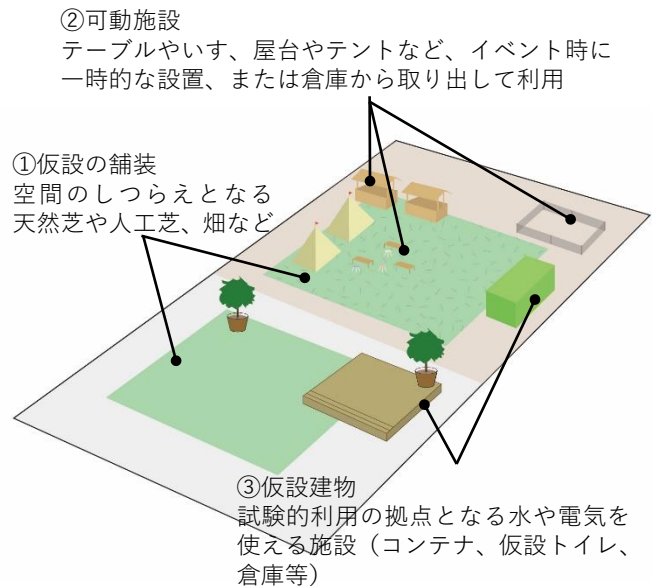 ②可動施設
テーブルやいす、屋台やテントなど、イベント時に
一時的な設置、または倉庫から取り出して利用
①仮設の舗装
空間のしつらえとなる
天然芝や人工芝、畑など
③仮設建物
試験的利用の拠点となる水や電気を
使える施設（コンテナ、仮設トイレ、
倉庫等）